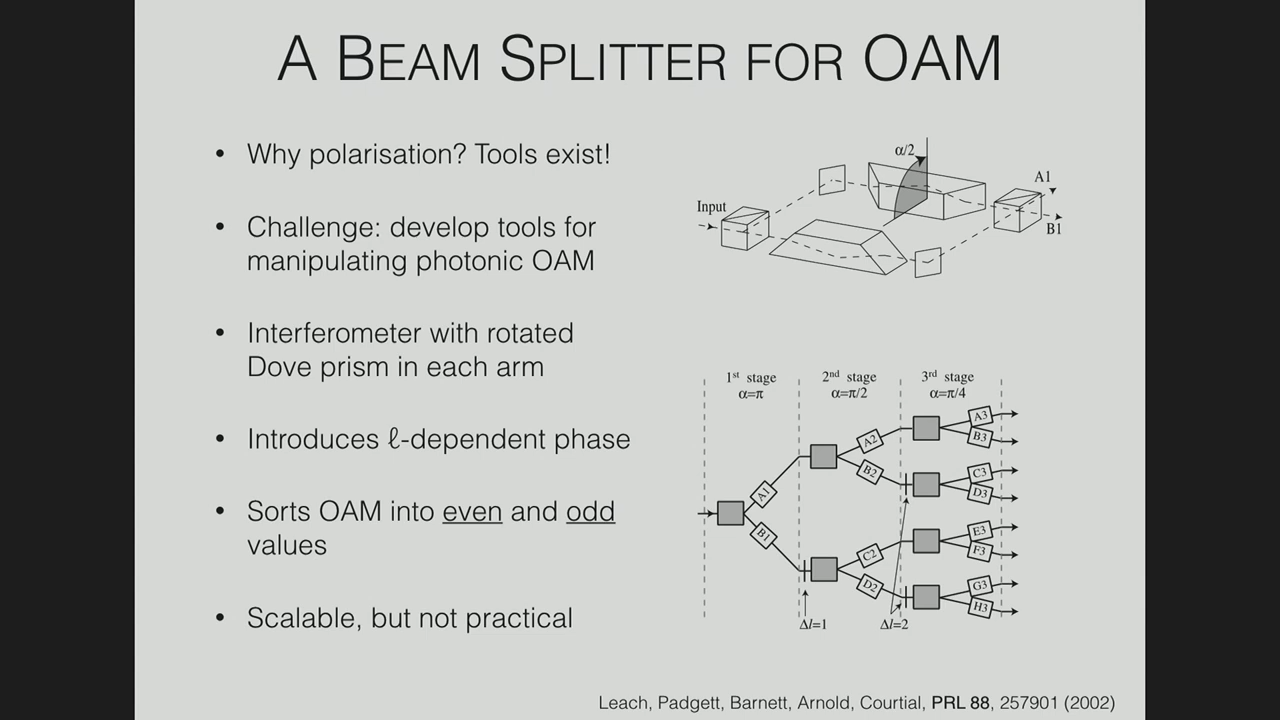 A BEAM SPLITTER FOR OAM
• Why polarisation? Tools exist!
• Challenge: develop tools for
manipulating photonic OAM
• Interferometer with rotated
Dove prism in each arm
• Introduces ℓ-dependent phase
• Sorts OAM into even and odd
values
• Scalable, but not practical
α/2
Input
A1
B1
1st stage
α=π
2nd stage
α=π/2
3rd stage
α=π/4
A1
B1
A2
B2
C2
D2
A3
B3
C3
D3
E3
F3
G3
H3
Δl=1
Δl=2
Leach, Padgett, Barnett, Arnold, Courtial, PRL 88, 257901 (2002)